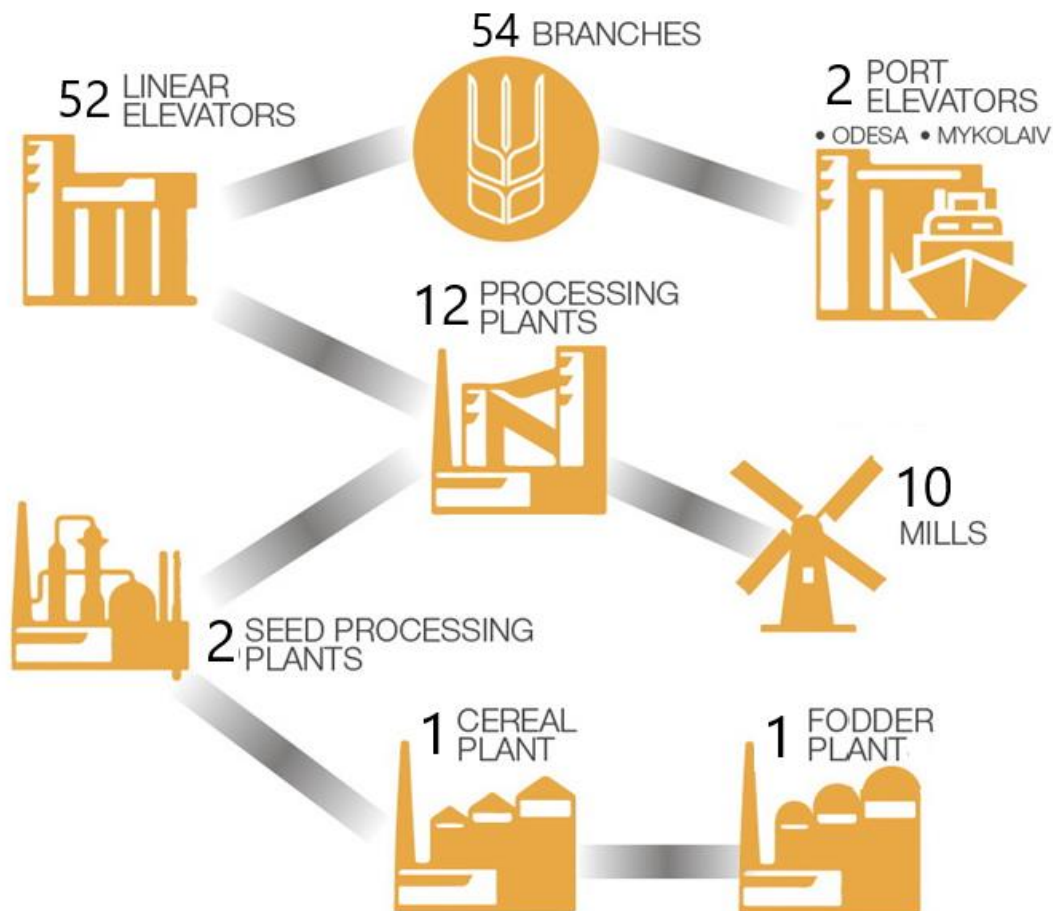 54 BRANCHES
52 LINEAR
ELEVATORS
2 PORT
ELEVATORS
• ODESA • MYKOLAIV
12 PROCESSING
PLANTS
10
MILLS
2 SEED PROCESSING
PLANTS
1 CEREAL
PLANT
1 FODDER
PLANT